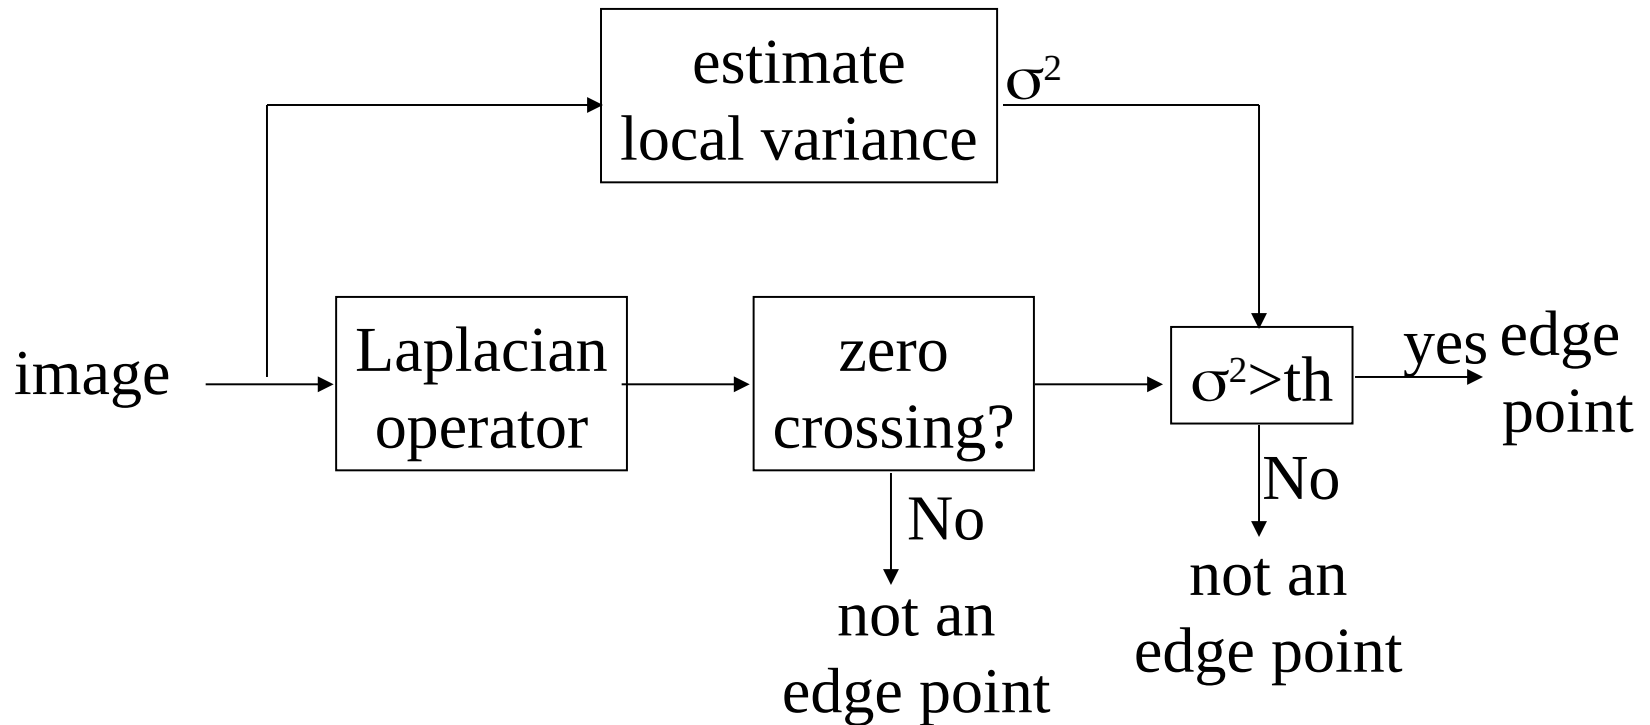 estimate
local variance
σ²
image
Laplacian
operator
zero
crossing?
σ²>th
yes
edge
point
No
not an
edge point
No
not an
edge point